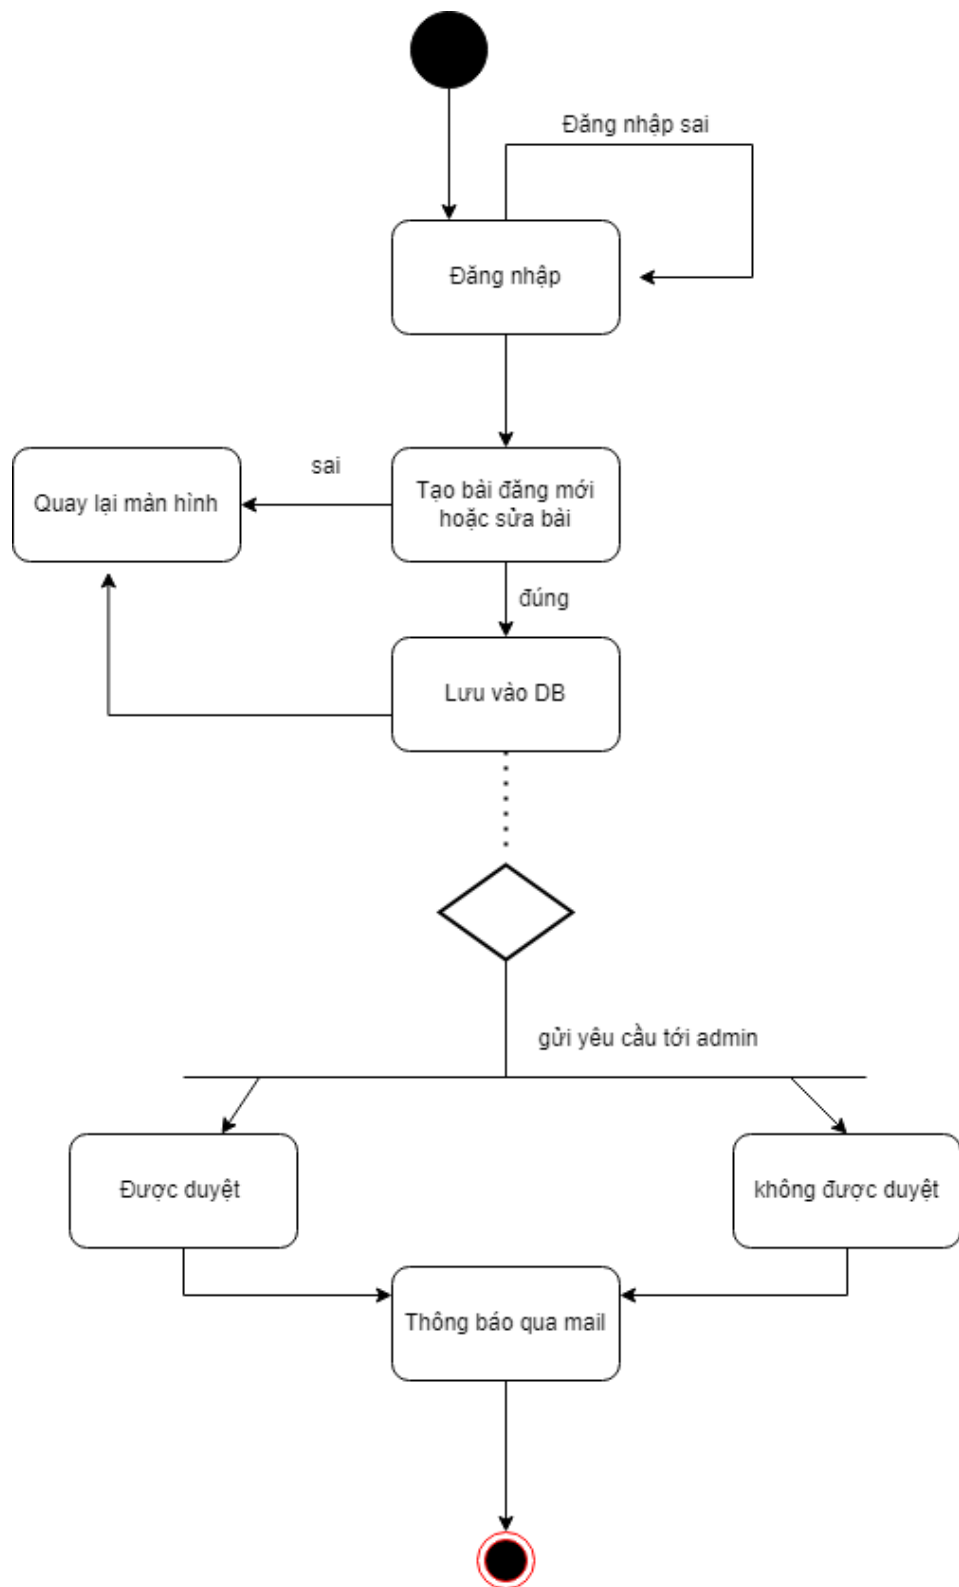 Đăng nhập sai
Đăng nhập
sai
Quay lại màn hình
Tạo bài đăng mới
hoặc sửa bài
đúng
Lưu vào DB
gửi yêu cầu tới admin
Được duyệt
không được duyệt
Thông báo qua mail